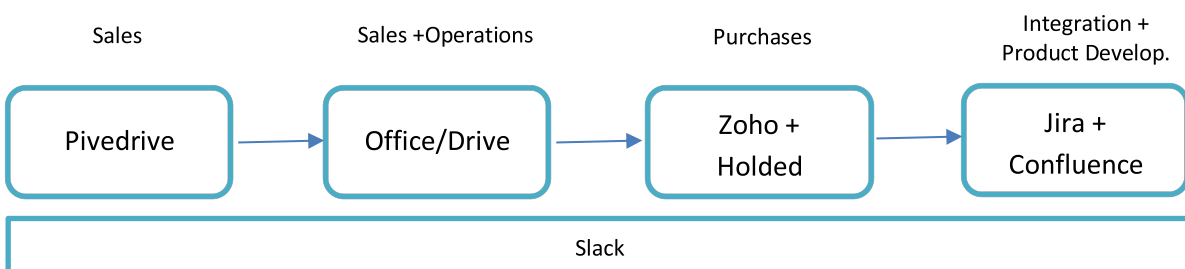 Sales
Sales +Operations
Purchases
Integration +
Product Develop.
Pivedrive
Office/Drive
Zoho +
Holded
Jira +
Confluence
Slack